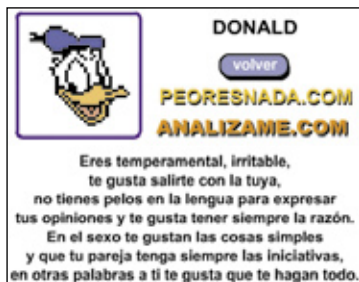 DONALD
volver
PEORESNADA.COM
ANALIZAME.COM
Eres temperamental, irritable,
te gusta salirte con la tuya,
no tienes pelos en la lengua para expresar
tus opiniones y te gusta tener siempre la razón.
En el sexo te gustan las cosas simples
y que tu pareja tenga siempre las iniciativas,
en otras palabras a ti te gusta que te hagan todo.